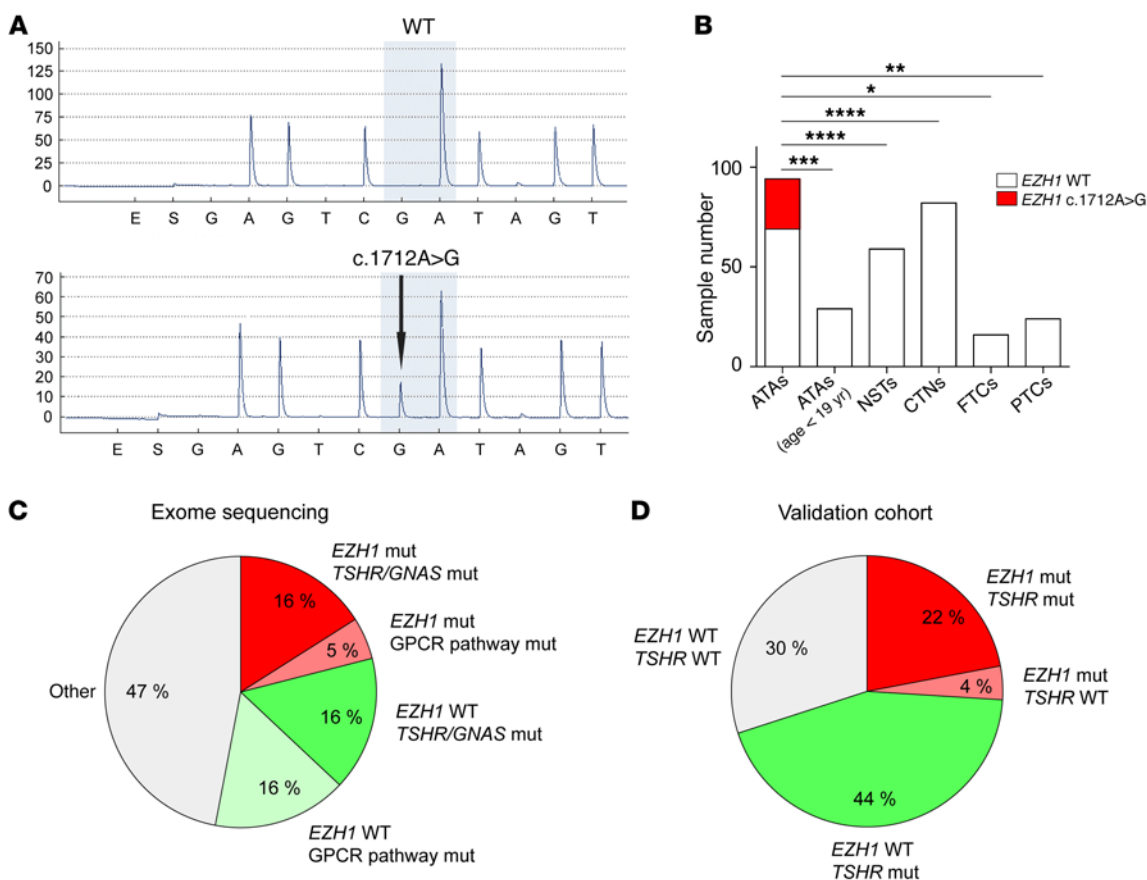 A
WT
150
125
100
75
50
25
0
E S G A G T C G A T A G T
c.1712A>G
70
60
50
40
30
20
10
0
E S G A G T C G A T A G T
B
**
*
****
****
***
Sample number
100
50
0
EZH1 WT
EZH1 c.1712A>G
ATAs
ATAs
(age < 19 yr)
NSTs
CTNs
FTCs
PTCs
C
Exome sequencing
EZH1 mut
TSHR/GNAS mut
16 %
EZH1 mut
GPCR pathway mut
5 %
EZH1 WT
TSHR/GNAS mut
16 %
16 %
EZH1 WT
GPCR pathway mut
Other
47 %
D
Validation cohort
EZH1 mut
TSHR mut
22 %
EZH1 mut
TSHR WT
4 %
44 %
EZH1 WT
TSHR mut
EZH1 WT
TSHR WT
30 %